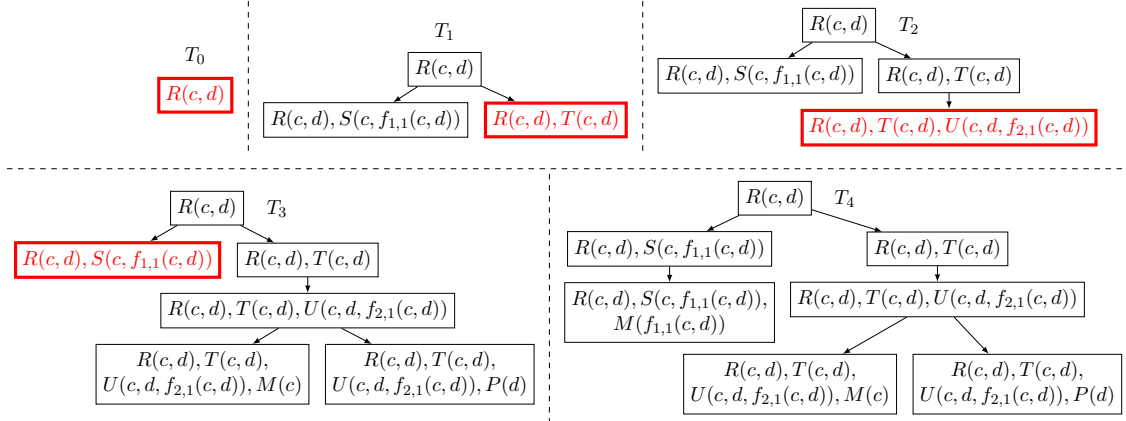 T_0
R(c, d)
T_1
R(c, d)
R(c, d), S(c, f_{1,1}(c, d))
R(c, d), T(c, d)
T_2
R(c, d)
R(c, d), S(c, f_{1,1}(c, d))
R(c, d), T(c, d)
R(c, d), T(c, d), U(c, d, f_{2,1}(c, d))
T_3
R(c, d)
R(c, d), S(c, f_{1,1}(c, d))
R(c, d), T(c, d)
R(c, d), T(c, d), U(c, d, f_{2,1}(c, d))
R(c, d), T(c, d),
U(c, d, f_{2,1}(c, d)), M(c)
R(c, d), T(c, d),
U(c, d, f_{2,1}(c, d)), P(d)
T_4
R(c, d)
R(c, d), S(c, f_{1,1}(c, d))
R(c, d), T(c, d)
R(c, d), S(c, f_{1,1}(c, d)),
M(f_{1,1}(c, d))
R(c, d), T(c, d), U(c, d, f_{2,1}(c, d))
R(c, d), T(c, d),
U(c, d, f_{2,1}(c, d)), M(c)
R(c, d), T(c, d),
U(c, d, f_{2,1}(c, d)), P(d)